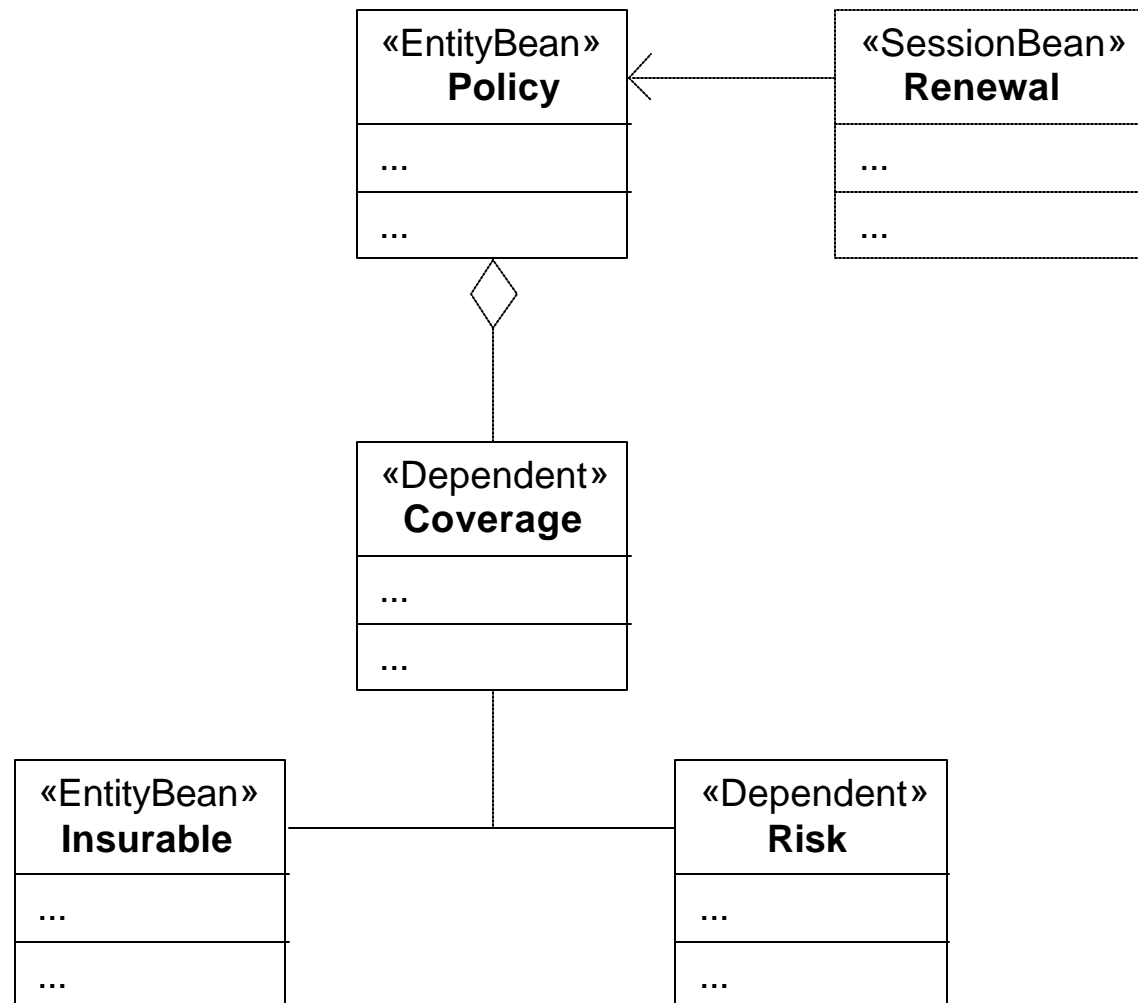 «EntityBean»
Policy
...
...
«SessionBean»
Renewal
...
...
«Dependent»
Coverage
...
...
«EntityBean»
Insurable
...
...
«Dependent»
Risk
...
...